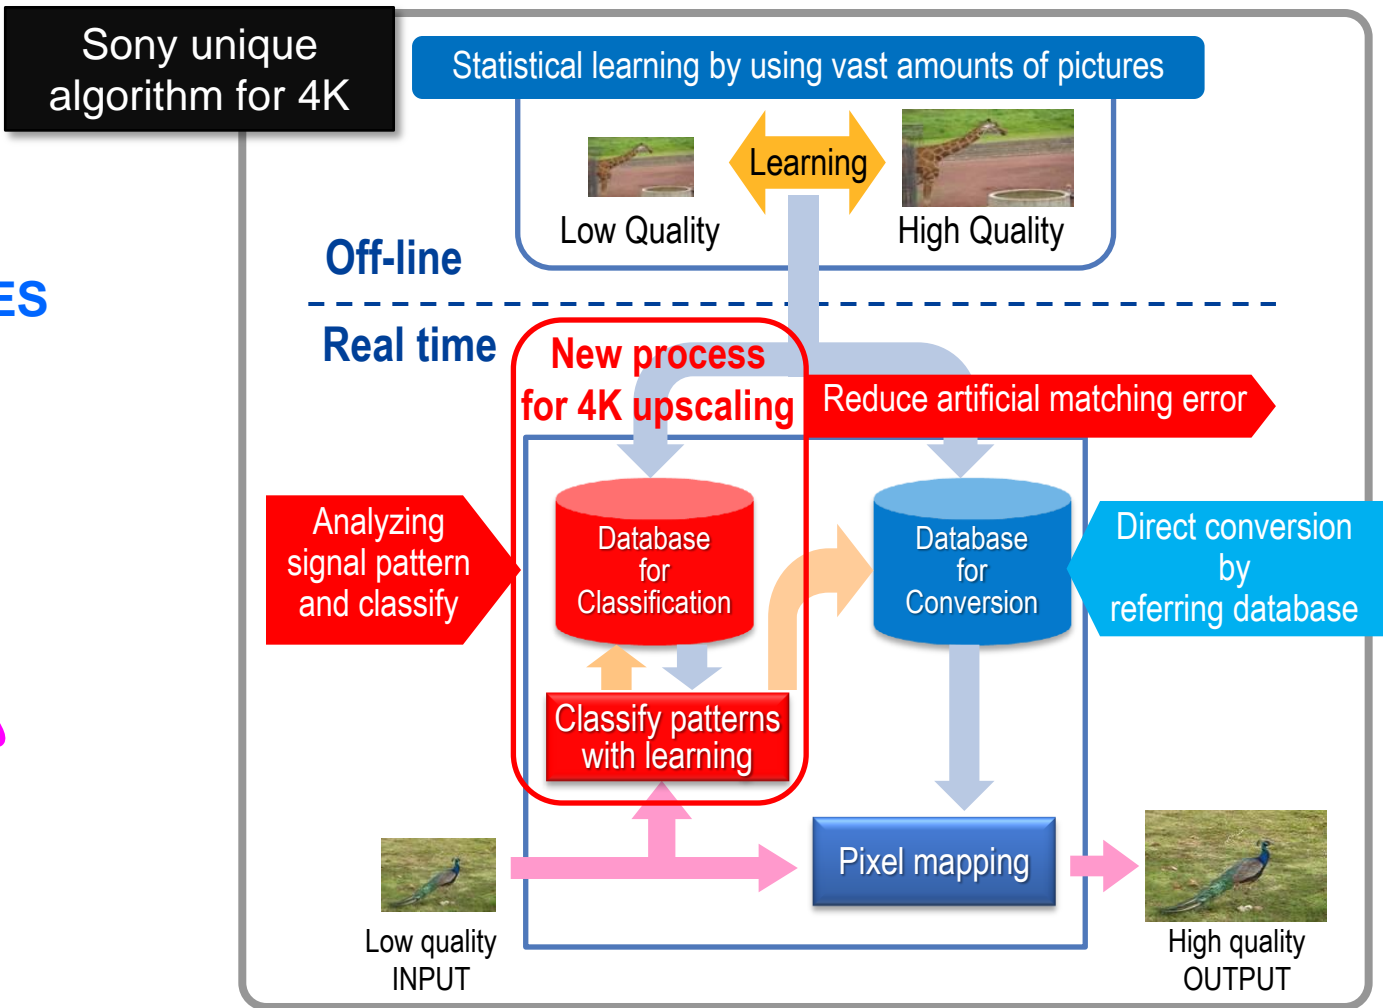 Sony unique
algorithm for 4K
Statistical learning by using vast amounts of pictures
Learning
Low Quality
High Quality
Off-line
ES
Real time
New process
for 4K upscaling
Reduce artificial matching error
Analyzing
signal pattern
and classify
Database
for
Classification
Database
for
Conversion
Direct conversion
by
referring database
Classify patterns
with learning
Pixel mapping
Low quality
INPUT
High quality
OUTPUT